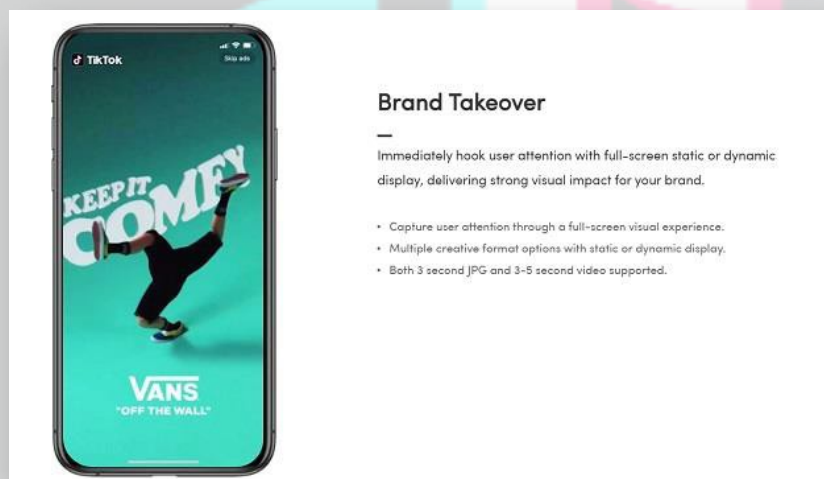 TikTok
Skip ads
KEEP IT
COMFY
VANS
"OFF THE WALL"
Brand Takeover
Immediately hook user attention with full-screen static or dynamic
display, delivering strong visual impact for your brand.
• Capture user attention through a full-screen visual experience.
• Multiple creative format options with static or dynamic display.
• Both 3 second JPG and 3-5 second video supported.